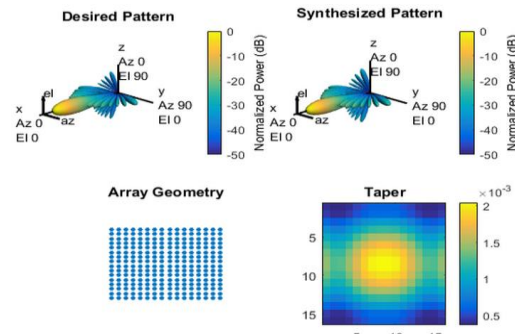 Desired Pattern
Synthesized Pattern
z
Az 0
El 90
y
Az 90
El 0
x
Az 0
El 0
el
az
0
-10
-20
-30
-40
-50
Normalized Power (dB)
z
Az 0
El 90
y
Az 90
El 0
x
Az 0
El 0
el
az
0
-10
-20
-30
-40
-50
Normalized Power (dB)
Array Geometry
Taper
5
10
15
×10⁻³
2
1.5
1
0.5